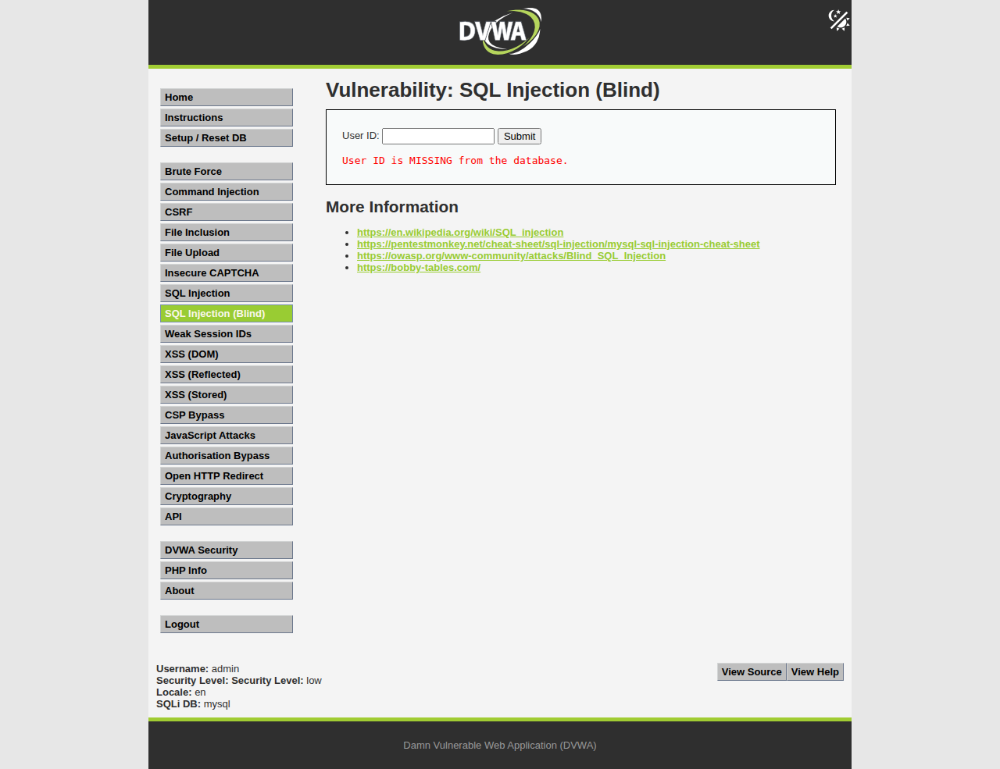 DVWA
Home
Instructions
Setup / Reset DB
Brute Force
Command Injection
CSRF
File Inclusion
File Upload
Insecure CAPTCHA
SQL Injection
SQL Injection (Blind)
Weak Session IDs
XSS (DOM)
XSS (Reflected)
XSS (Stored)
CSP Bypass
JavaScript Attacks
Authorisation Bypass
Open HTTP Redirect
Cryptography
API
DVWA Security
PHP Info
About
Logout
Vulnerability: SQL Injection (Blind)
User ID: Submit
User ID is MISSING from the database.
More Information
https://en.wikipedia.org/wiki/SQL_injection
https://pentestmonkey.net/cheat-sheet/sql-injection/mysql-sql-injection-cheat-sheet
https://owasp.org/www-community/attacks/Blind_SQL_Injection
https://bobby-tables.com/
Username: admin
Security Level: Security Level: low
Locale: en
SQLi DB: mysql
View Source View Help
Damn Vulnerable Web Application (DVWA)